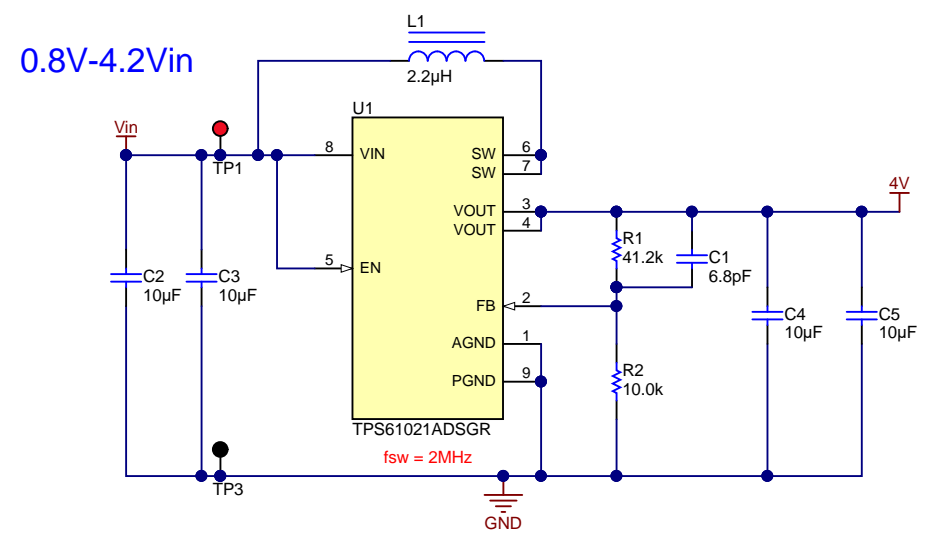 L1
0.8V-4.2Vin
2.2µH
U1
Vin
TP1
8
VIN
SW
6
SW
7
4V
VOUT
3
VOUT
4
R1
41.2k
C1
6.8pF
5
EN
C2
10µF
C3
10µF
FB
2
C4
10µF
C5
10µF
AGND
1
PGND
9
R2
10.0k
TPS61021ADSGR
fsw = 2MHz
TP3
GND